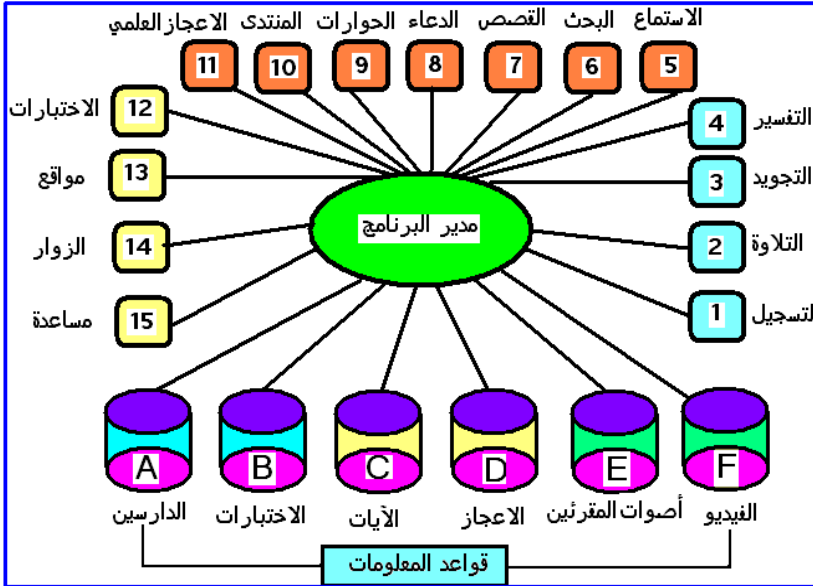 الاعجاز العلمي
المنتدى
الحوارات
الدعاء
القصص
البحث
الاستماع
11
10
9
8
7
6
5
الاختبارات
12
4
التفسير
مواقع
13
3
التجويد
مدير البرنامج
الزوار
14
2
التلاوة
مساعدة
15
1
لتسجيل
A
B
C
D
E
F
الدارسين
الاختبارات
الآيات
الاعجاز
أصوات المقرئين
الفيديو
قواعد المعلومات